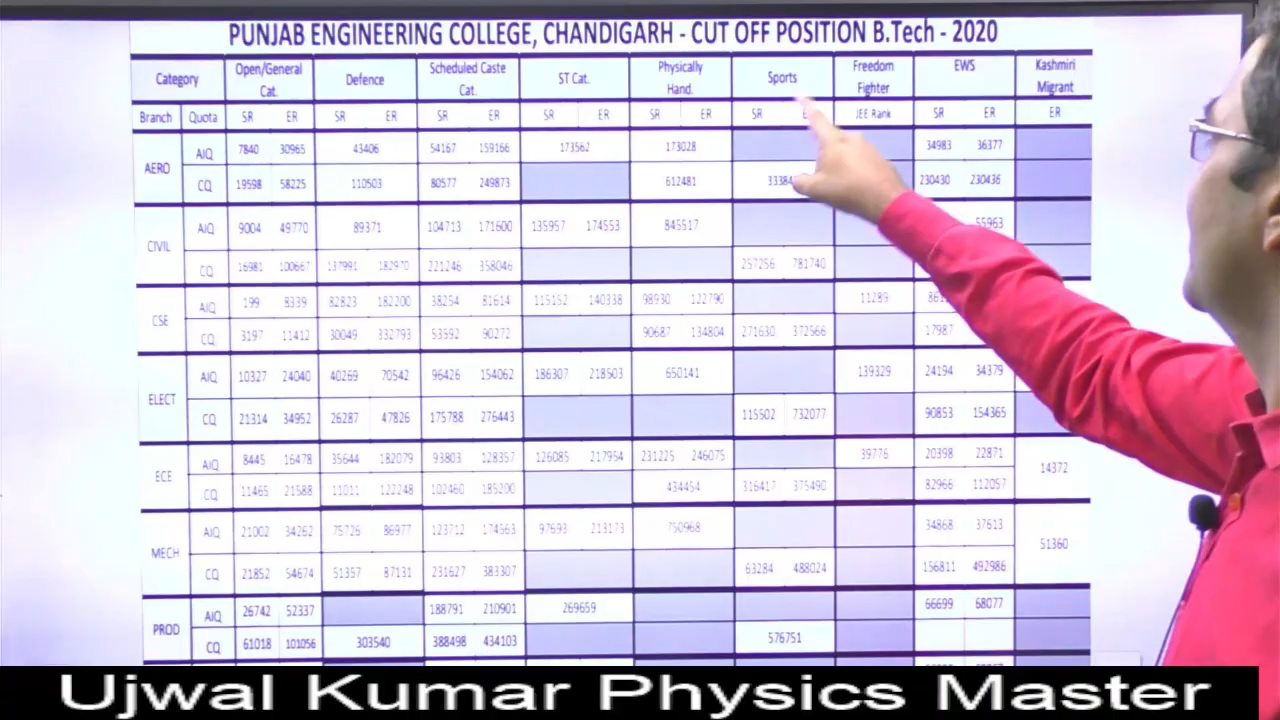 PUNJAB ENGINEERING COLLEGE, CHANDIGARH - CUT OFF POSITION B.Tech - 2020
Category Open/General Cat. Defence Scheduled Caste Cat. ST Cat. Physically Hand. Sports Freedom Fighter EWS Kashmiri Migrant
Branch Quota SR ER SR ER SR ER SR ER SR ER SR JEE Rank SR ER ER
AERO AIQ 7840 30965 43406 54167 159166 173562 173028 34983 36377
CQ 19598 58225 110503 80577 249873 612481 230430 230436
CIVIL AIQ 9004 49770 89371 104713 171600 135957 174553 845517 55963
CQ 16981 100667 137991 182970 221246 358046 257256 781740
CSE AIQ 199 8339 82823 182200 38254 81614 115152 140338 98930 122790 11289
CQ 3197 11412 30049 332793 53592 90272 90687 134804 271630 372566 17987
ELECT AIQ 10327 24040 40269 70542 96426 154062 186307 218503 650141 139329 24194 34379
CQ 21314 34952 26287 47826 175788 276443 115502 732077 90853 154365
ECE AIQ 8445 16478 35644 182079 93803 128357 126085 217954 231225 246075 39776 20398 22871 14372
CQ 11465 21588 11011 122248 102460 185200 434454 316417 375490 82966 112057
MECH AIQ 21002 34262 75726 86977 123712 174563 97693 213173 750968 34868 37613 51360
CQ 21852 54674 51357 87131 231627 383307 63284 488024 156811 492986
PROD AIQ 26742 52337 188791 210901 269659 66699 68077
CQ 61018 101056 303540 388498 434103 576751
Ujwal Kumar Physics Master